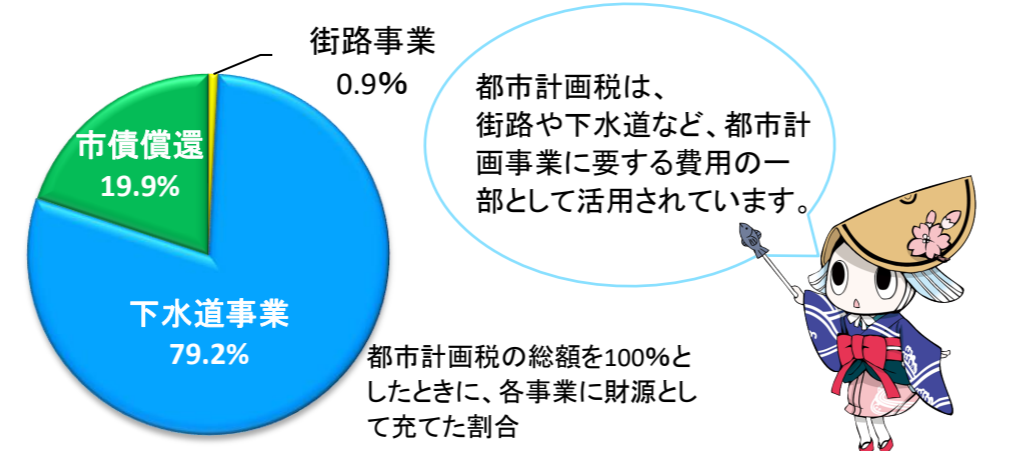 街路事業
0.9%
市債償還
19.9%
下水道事業
79.2%
都市計画税は、
街路や下水道など、都市計
画事業に要する費用の一
部として活用されています。
都市計画税の総額を100%と
したときに、各事業に財源とし
て充てた割合